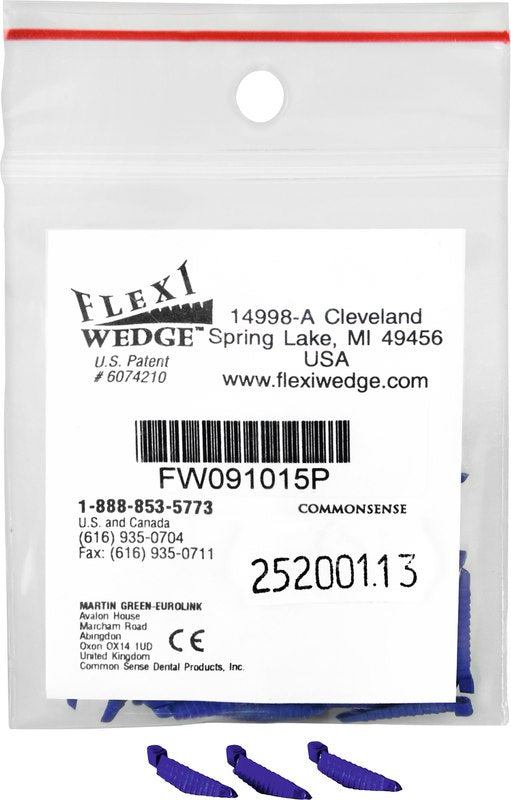 FLEXI
WEDGE™
U.S. Patent
# 6074210
14998-A Cleveland
Spring Lake, MI 49456
USA
www.flexiwedge.com
FW091015P
1-888-853-5773
U.S. and Canada
(616) 935-0704
Fax: (616) 935-0711
COMMONSENSE
252001.13
MARTIN GREEN-EUROLINK
Avalon House
Marcham Road
Abingdon
Oxon OX14 1UD
United Kingdom
Common Sense Dental Products, Inc.
CE